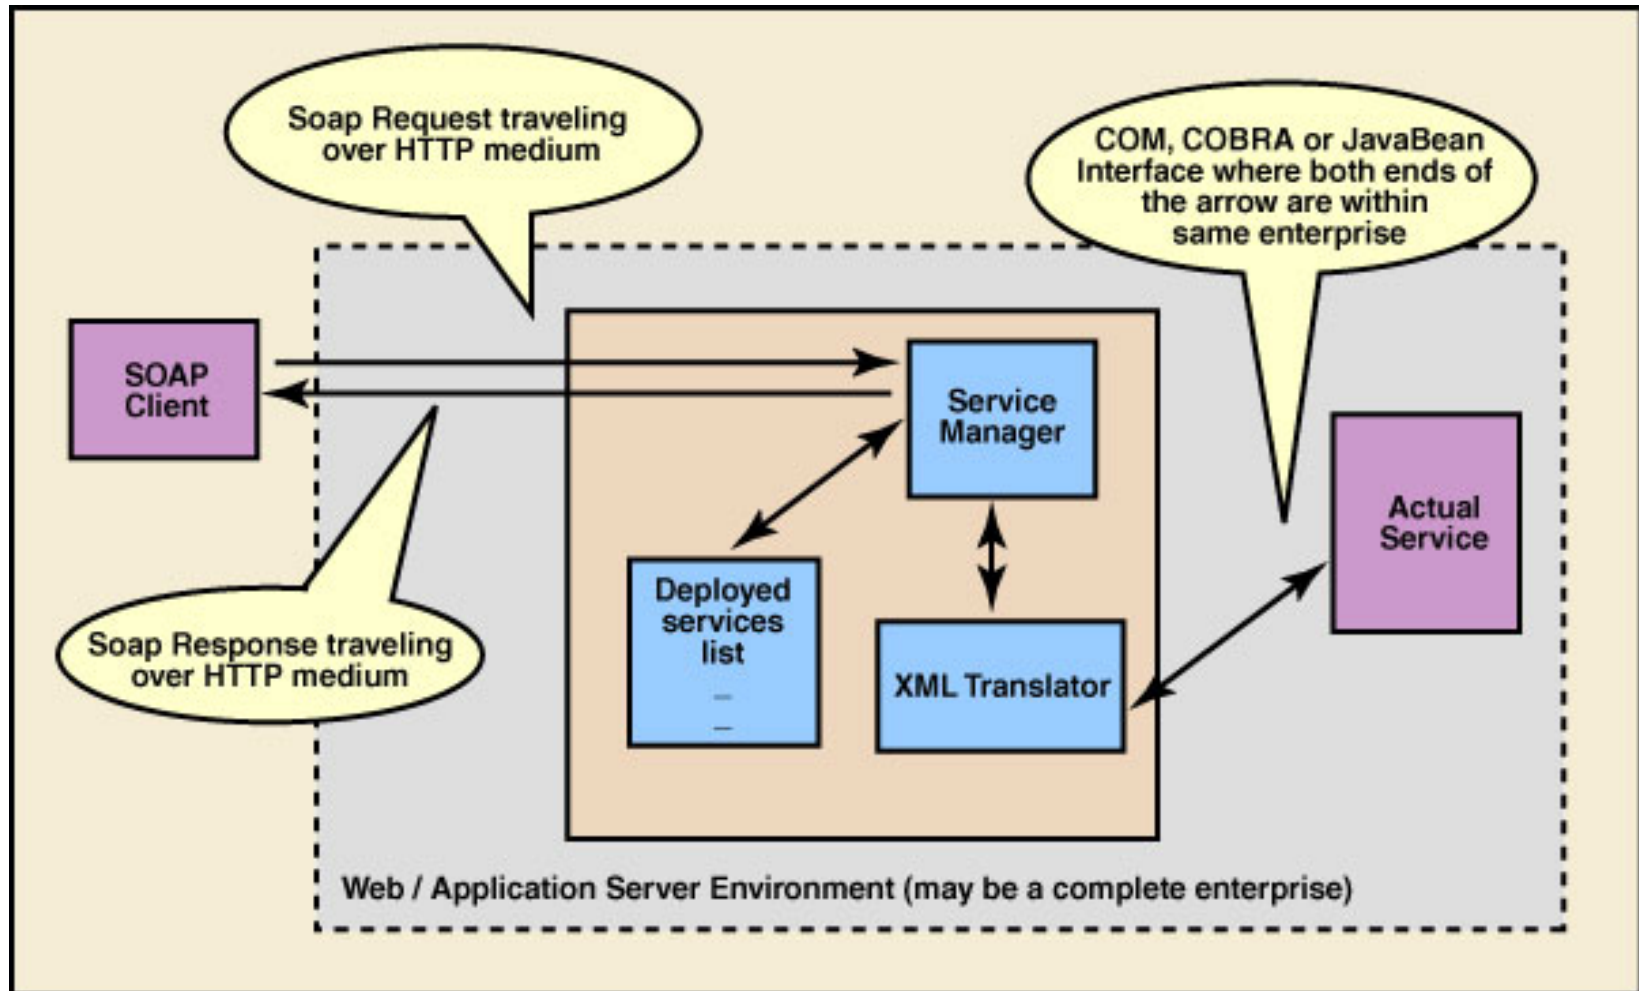 Soap Request traveling
over HTTP medium
COM, COBRA or JavaBean
Interface where both ends of
the arrow are within
same enterprise
SOAP
Client
Service
Manager
Actual
Service
Deployed
services
list
_
_
XML Translator
Soap Response traveling
over HTTP medium
Web / Application Server Environment (may be a complete enterprise)